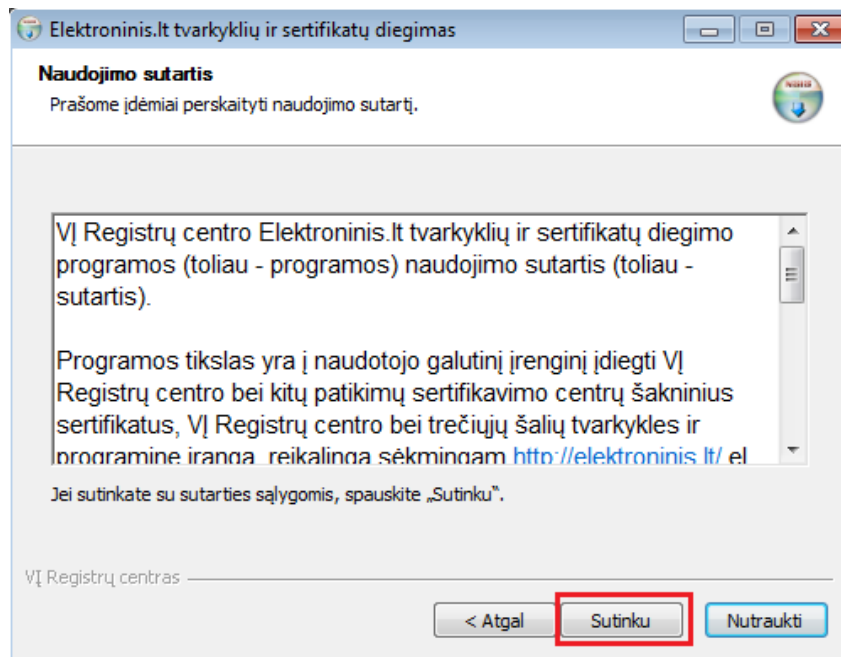 Elektroninis.lt tvarkyklių ir sertifikatų diegimas
Naudojimo sutartis
Prašome įdėmiai perskaityti naudojimo sutartį.
VĮ Registrų centro Elektroninis.lt tvarkyklių ir sertifikatų diegimo
programos (toliau - programos) naudojimo sutartis (toliau -
sutartis).
Programos tikslas yra į naudotojo galutinį įrenginį įdiegti VĮ
Registrų centro bei kitų patikimų sertifikavimo centrų šakninius
sertifikatus, VĮ Registrų centro bei trečiųjų šalių tvarkykles ir
programinę įrangą, reikalingą sėkmingam http://elektroninis.lt/ el
Jei sutinkate su sutarties sąlygomis, spauskite „Sutinku“.
VĮ Registrų centras
< Atgal
Sutinku
Nutraukti